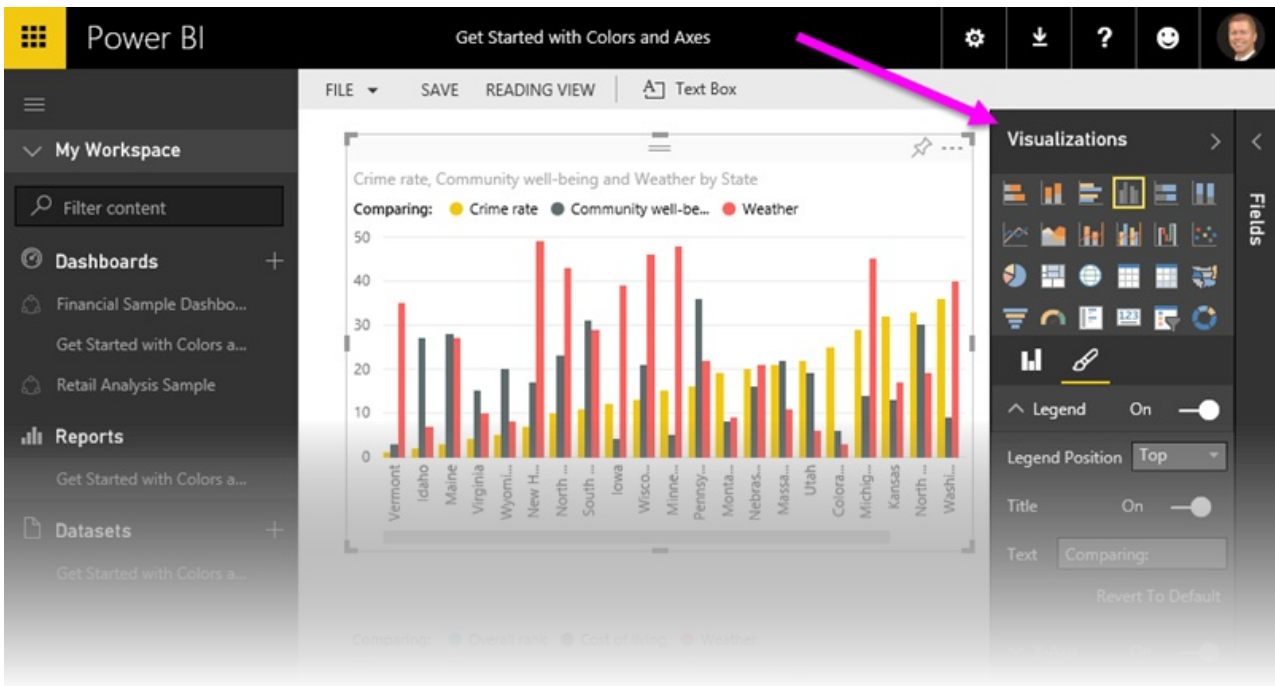 Power BI
Get Started with Colors and Axes
?
FILE SAVE READING VIEW Text Box
My Workspace
Filter content
Dashboards
Financial Sample Dashbo...
Get Started with Colors a...
Retail Analysis Sample
Reports
Get Started with Colors a...
Datasets
Get Started with Colors a...
Crime rate, Community well-being and Weather by State
Comparing: Crime rate Community well-be... Weather
50
40
30
20
10
0
Vermont
Idaho
Maine
Virginia
Wyomi...
New H...
North ...
South ...
Iowa
Wisco...
Minne...
Pennsy...
Monta...
Nebras...
Massa...
Utah
Colora...
Michig...
Kansas
North ...
Washi...
Comparing: Overall rank Cost of living Weather
Visualizations
123
Legend On
Legend Position Top
Title On
Text Comparing:
Revert To Default
Fields